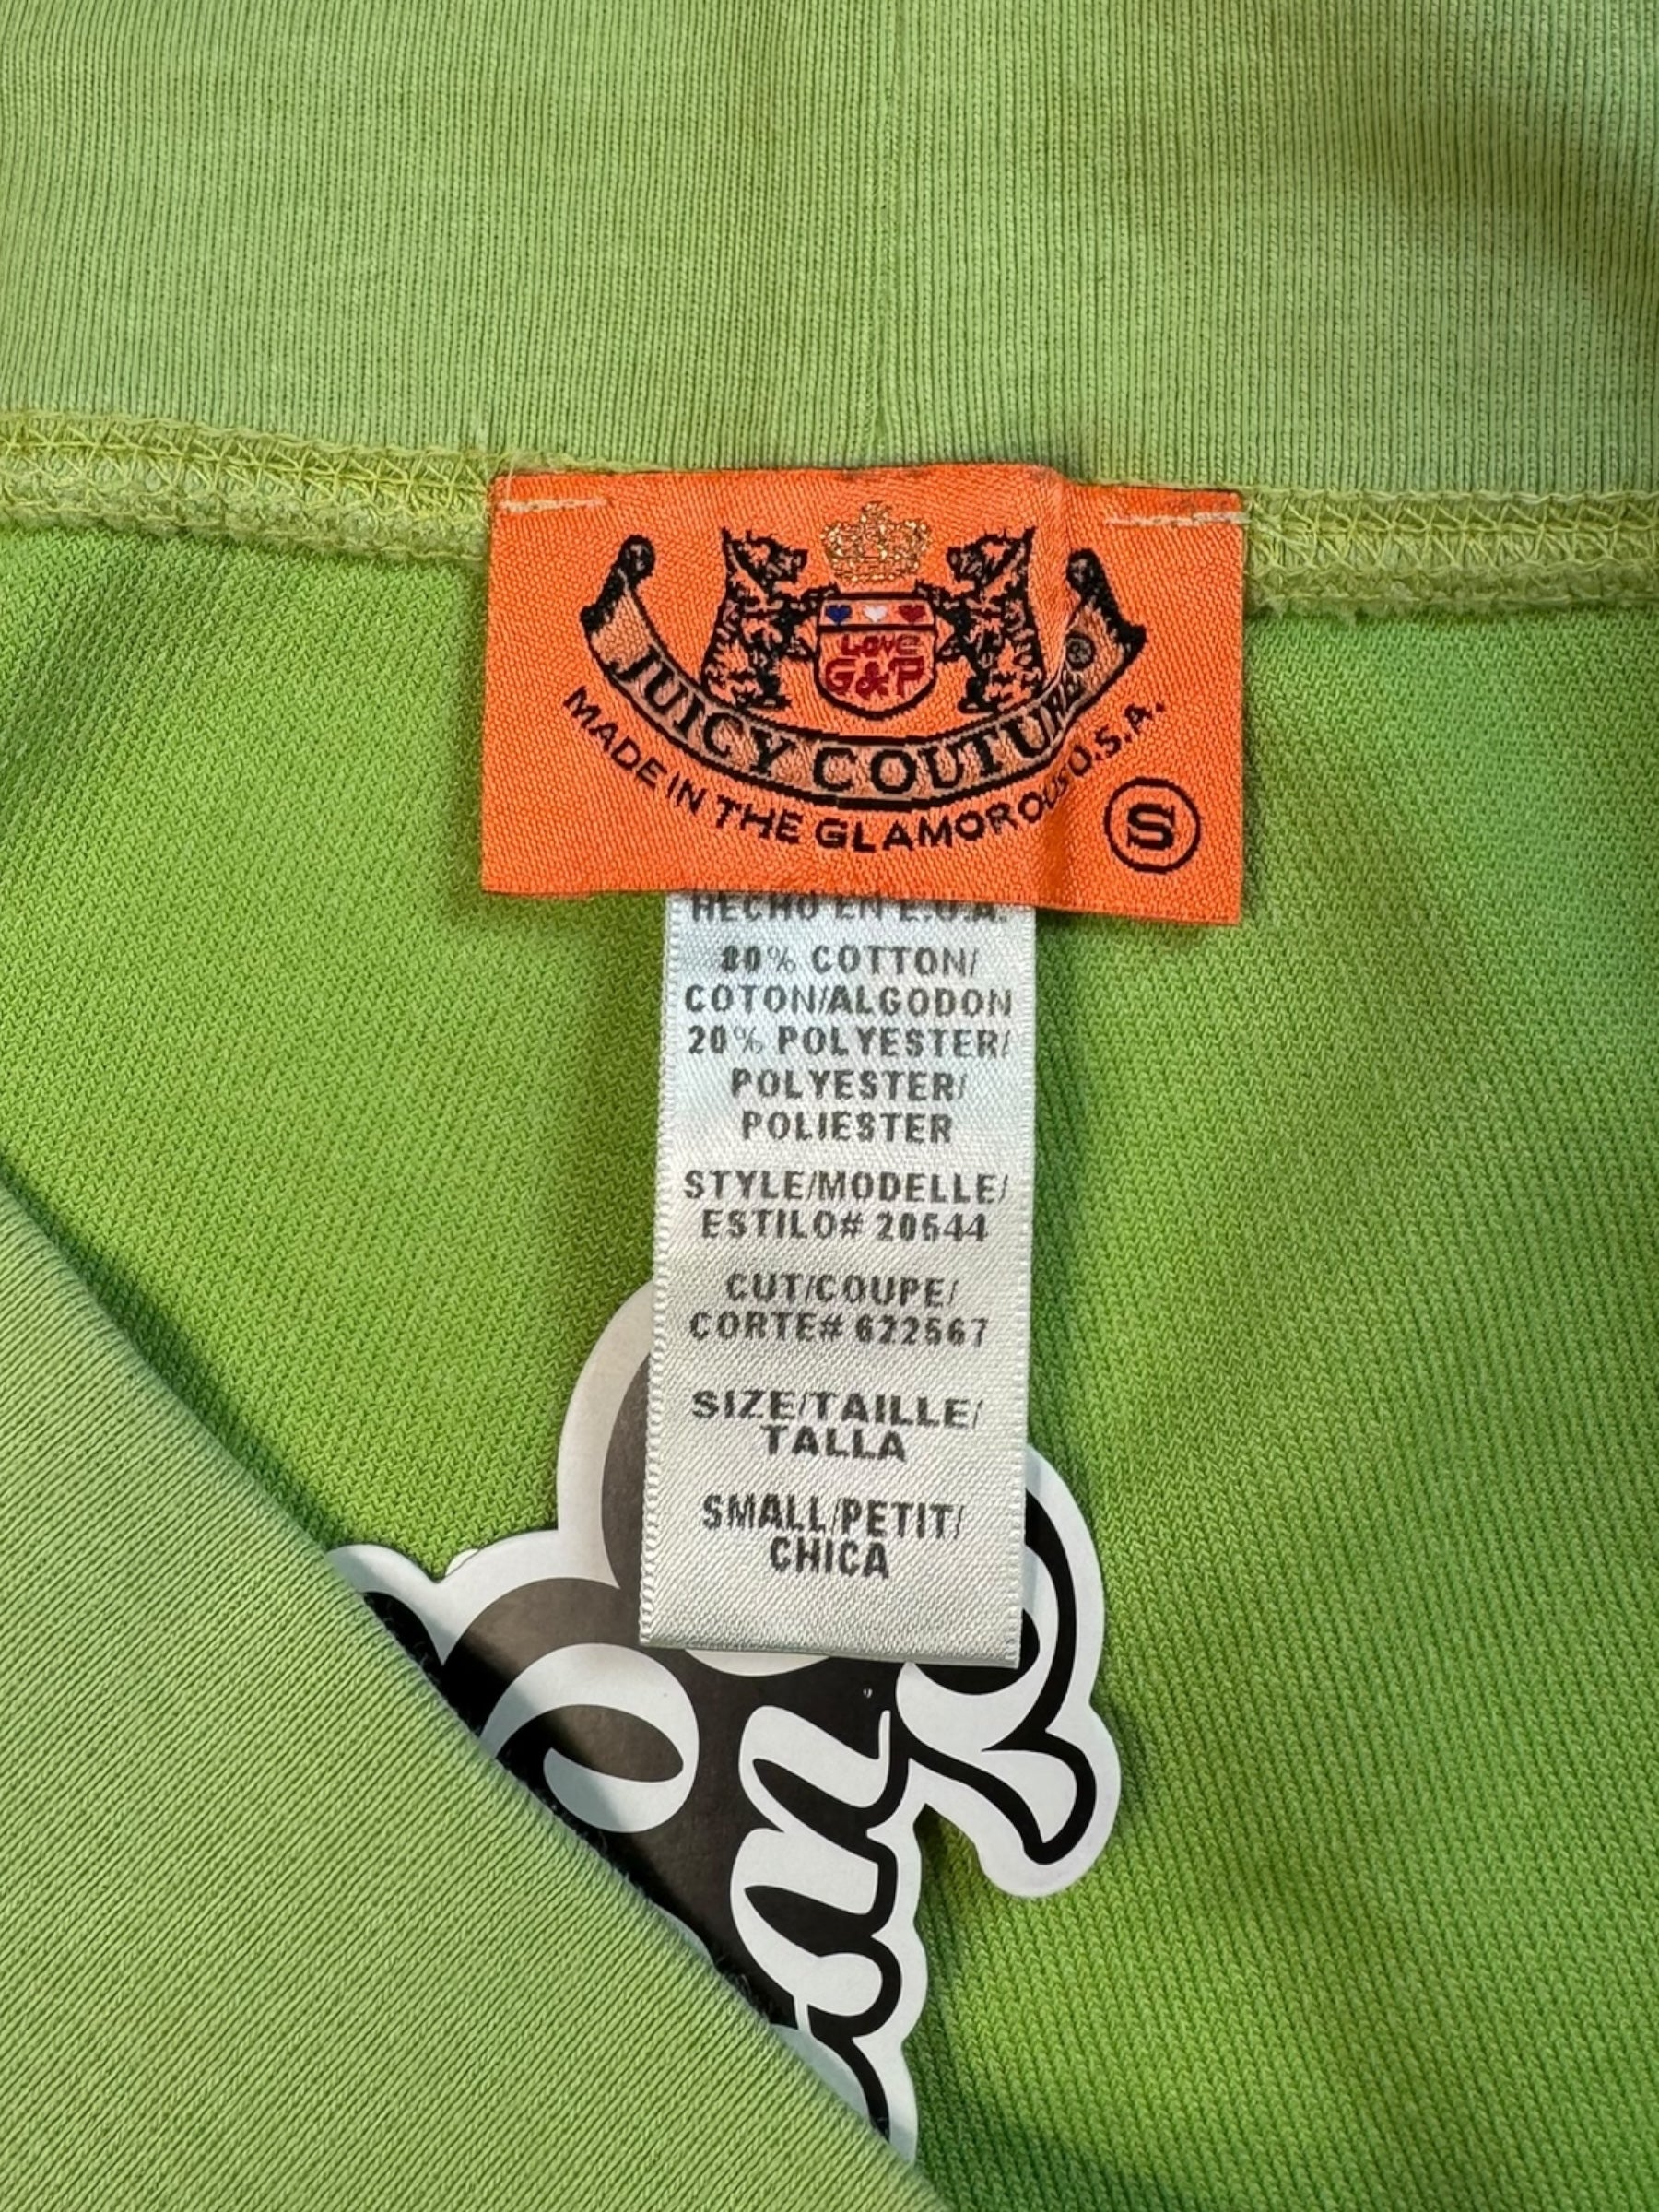 LOVE
G&P
JUICY COUTURE®
MADE IN THE GLAMOROUS U.S.A.
S
HECHO EN E.U.A.
80% COTTON/
COTON/ALGODON
20% POLYESTER/
POLYESTER/
POLIESTER
STYLE/MODELLE/
ESTILO# 20544
CUT/COUPE/
CORTE# 622567
SIZE/TAILLE/
TALLA
SMALL/PETIT/
CHICA